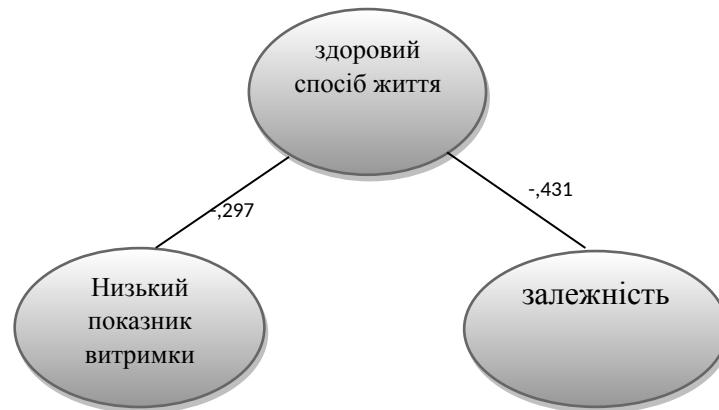 здоровий
спосіб життя
-,297
-,431
Низький
показник
витримки
залежність